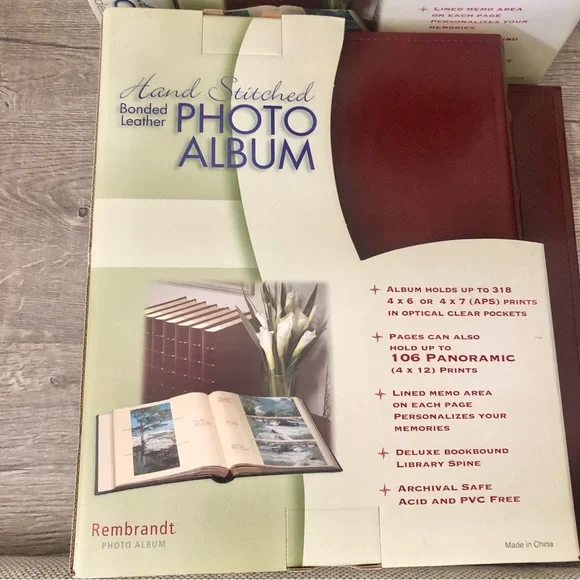 LINED MEMO AREA
ON EACH PAGE
PERSONALIZES YOUR
MEMORIES
Hand Stitched
Bonded
Leather
PHOTO
ALBUM
ALBUM HOLDS UP TO 318
4 X 6 OR 4 X 7 (APS) PRINTS
IN OPTICAL CLEAR POCKETS
PAGES CAN ALSO
HOLD UP TO
106 PANORAMIC
(4 X 12) PRINTS
LINED MEMO AREA
ON EACH PAGE
PERSONALIZES YOUR
MEMORIES
DELUXE BOOKBOUND
LIBRARY SPINE
ARCHIVAL SAFE
ACID AND PVC FREE
Rembrandt
PHOTO ALBUM
Made in China